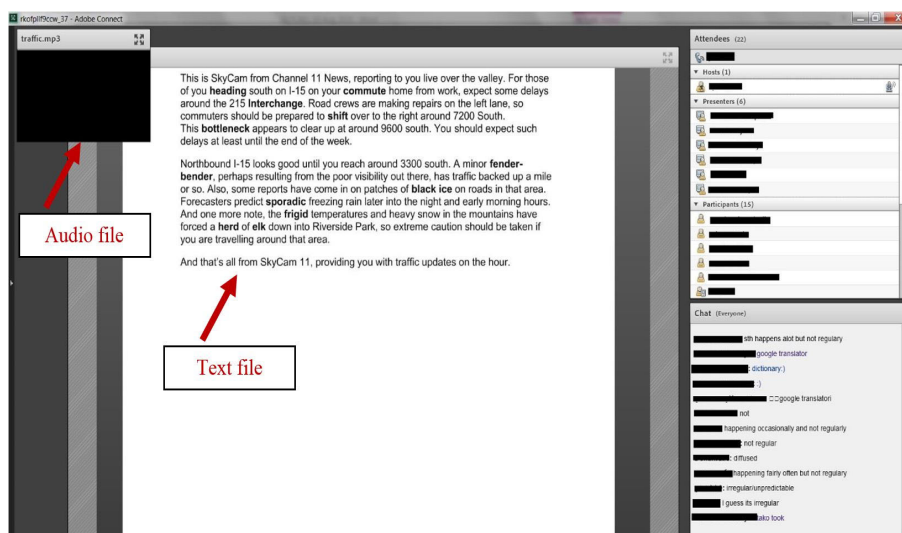 rkofplf9ccw_37 - Adobe Connect
traffic.mp3
This is SkyCam from Channel 11 News, reporting to you live over the valley. For those
of you heading south on I-15 on your commute home from work, expect some delays
around the 215 Interchange. Road crews are making repairs on the left lane, so
commuters should be prepared to shift over to the right around 7200 South.
This bottleneck appears to clear up at around 9600 south. You should expect such
delays at least until the end of the week.
Northbound I-15 looks good until you reach around 3300 south. A minor fender-
bender, perhaps resulting from the poor visibility out there, has traffic backed up a mile
or so. Also, some reports have come in on patches of black ice on roads in that area.
Forecasters predict sporadic freezing rain later into the night and early morning hours.
And one more note, the frigid temperatures and heavy snow in the mountains have
forced a herd of elk down into Riverside Park, so extreme caution should be taken if
you are travelling around that area.
And that's all from SkyCam 11, providing you with traffic updates on the hour.
Audio file
Text file
Attendees (22)
Hosts (1)
Presenters (6)
Participants (15)
Chat (Everyone)
sth happens alot but not regulary
google translator
: dictionary:)
:)
google translatori
not
happening occasionally and not regularly
: not regular
: diffused
happening fairly often but not regulary
: irregular/unpredictable
I guess its irregular
tako took